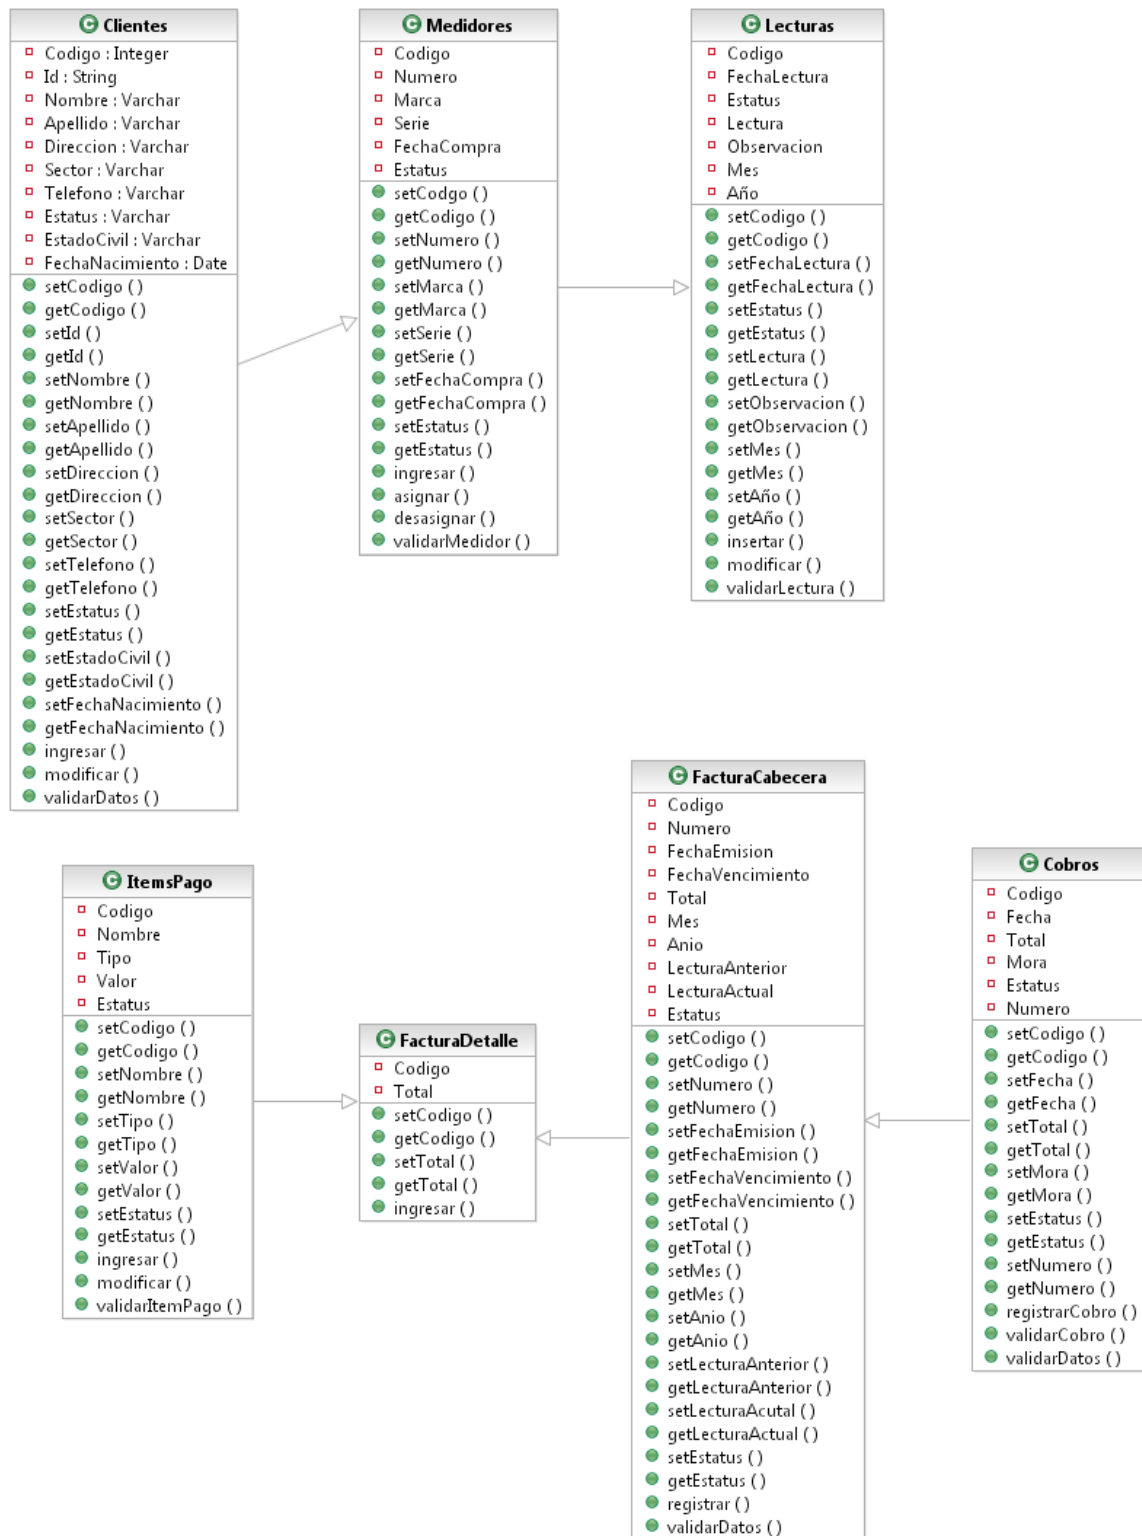 Clientes
Codigo : Integer
Id : String
Nombre : Varchar
Apellido : Varchar
Direccion : Varchar
Sector : Varchar
Telefono : Varchar
Estatus : Varchar
EstadoCivil : Varchar
FechaNacimiento : Date
setCodigo ( )
getCodigo ( )
setId ( )
getId ( )
setNombre ( )
getNombre ( )
setApellido ( )
getApellido ( )
setDireccion ( )
getDireccion ( )
setSector ( )
getSector ( )
setTelefono ( )
getTelefono ( )
setEstatus ( )
getEstatus ( )
setEstadoCivil ( )
getEstadoCivil ( )
setFechaNacimiento ( )
getFechaNacimiento ( )
ingresar ( )
modificar ( )
validarDatos ( )
Medidores
Codigo
Numero
Marca
Serie
FechaCompra
Estatus
setCodgo ( )
getCodigo ( )
setNumero ( )
getNumero ( )
setMarca ( )
getMarca ( )
setSerie ( )
getSerie ( )
setFechaCompra ( )
getFechaCompra ( )
setEstatus ( )
getEstatus ( )
ingresar ( )
asignar ( )
desasignar ( )
validarMedidor ( )
Lecturas
Codigo
FechaLectura
Estatus
Lectura
Observacion
Mes
Año
setCodigo ( )
getCodigo ( )
setFechaLectura ( )
getFechaLectura ( )
setEstatus ( )
getEstatus ( )
setLectura ( )
getLectura ( )
setObservacion ( )
getObservacion ( )
setMes ( )
getMes ( )
setAño ( )
getAño ( )
insertar ( )
modificar ( )
validarLectura ( )
ItemsPago
Codigo
Nombre
Tipo
Valor
Estatus
setCodigo ( )
getCodigo ( )
setNombre ( )
getNombre ( )
setTipo ( )
getTipo ( )
setValor ( )
getValor ( )
setEstatus ( )
getEstatus ( )
ingresar ( )
modificar ( )
validarItemPago ( )
FacturaDetalle
Codigo
Total
setCodigo ( )
getCodigo ( )
setTotal ( )
getTotal ( )
ingresar ( )
FacturaCabecera
Codigo
Numero
FechaEmision
FechaVencimiento
Total
Mes
Anio
LecturaAnterior
LecturaActual
Estatus
setCodigo ( )
getCodigo ( )
setNumero ( )
getNumero ( )
setFechaEmision ( )
getFechaEmision ( )
setFechaVencimiento ( )
getFechaVencimiento ( )
setTotal ( )
getTotal ( )
setMes ( )
getMes ( )
setAnio ( )
getAnio ( )
setLecturaAnterior ( )
getLecturaAnterior ( )
setLecturaAcutal ( )
getLecturaActual ( )
setEstatus ( )
getEstatus ( )
registrar ( )
validarDatos ( )
Cobros
Codigo
Fecha
Total
Mora
Estatus
Numero
setCodigo ( )
getCodigo ( )
setFecha ( )
getFecha ( )
setTotal ( )
getTotal ( )
setMora ( )
getMora ( )
setEstatus ( )
getEstatus ( )
setNumero ( )
getNumero ( )
registrarCobro ( )
validarCobro ( )
validarDatos ( )